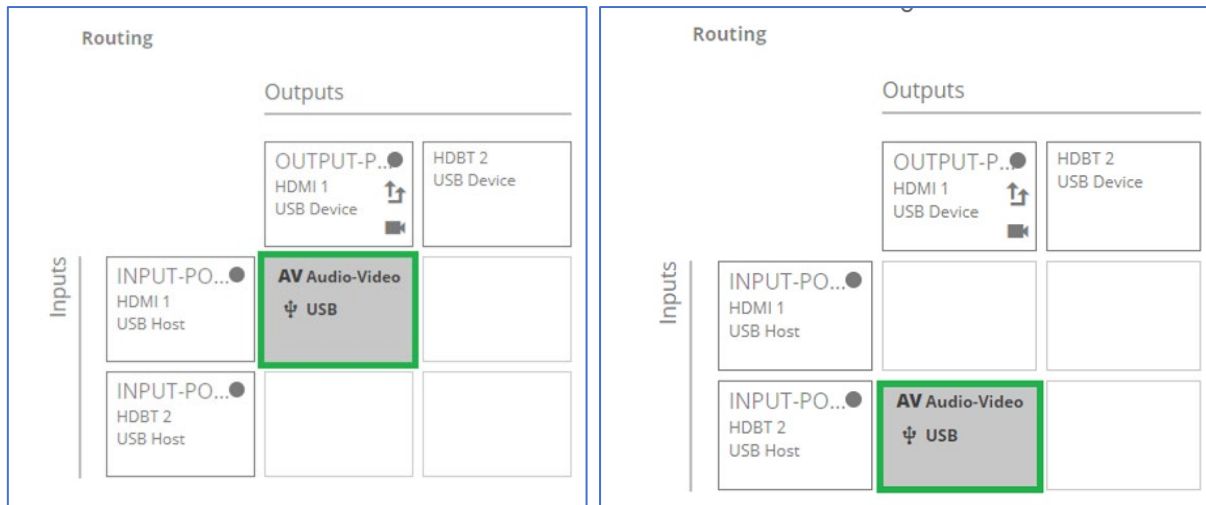 Routing
Outputs
OUTPUT-P...
HDMI 1
USB Device
HDBT 2
USB Device
Inputs
INPUT-PO...
HDMI 1
USB Host
AV Audio-Video
USB
INPUT-PO...
HDBT 2
USB Host
Routing
Outputs
OUTPUT-P...
HDMI 1
USB Device
HDBT 2
USB Device
Inputs
INPUT-PO...
HDMI 1
USB Host
INPUT-PO...
HDBT 2
USB Host
AV Audio-Video
USB